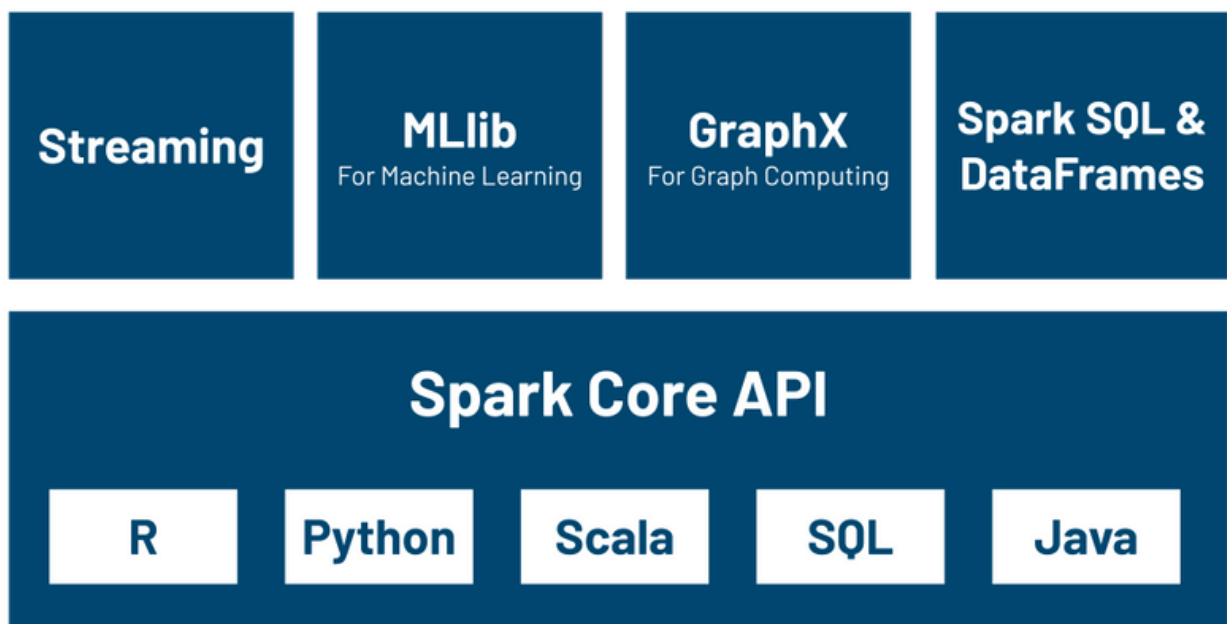 Streaming
MLlib
For Machine Learning
GraphX
For Graph Computing
Spark SQL &
DataFrames
Spark Core API
R
Python
Scala
SQL
Java